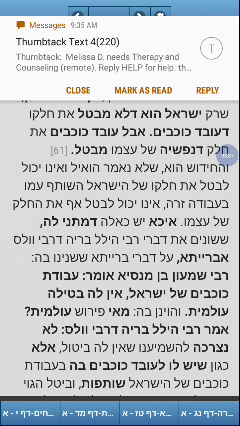 Messages 9:35 AM
Thumbtack Text 4(220)
Thumbtack: Melissa D. needs Therapy and
Counseling (remote). Reply HELP for help. th...
CLOSE MARK AS READ REPLY
שרק ישראל הוא דלא מבטל את חלקו
דעובד כוכבים. אבל עובד כוכבים את
חלק דנפשיה של עצמו מבטל. [61]
והחידוש הוא, שלא נאמר הואיל ואינו יכול
לבטל את חלקו של הישראל השותף עמו
בעבודה זרה, אינו יכול לבטל אף את החלק
של עצמו. איכא יש כאלה דמתני לה,
ששונים את דברי רבי הילל בריה דרבי וולס
אברייתא, על דברי ברייתא ששנינו בה:
רבי שמעון בן מנסיא אומר: עבודת
כוכבים של ישראל, אין לה בטילה
עולמית. והוינן בה: מאי פירוש עולמית?
אמר רבי הילל בריה דרבי וולס: לא
נצרכה להשמיענו שאין לה ביטול, אלא
כגון שיש לו לעובד כוכבים בה בעבודת
כוכבים של הישראל שותפות, וביטל הגוי